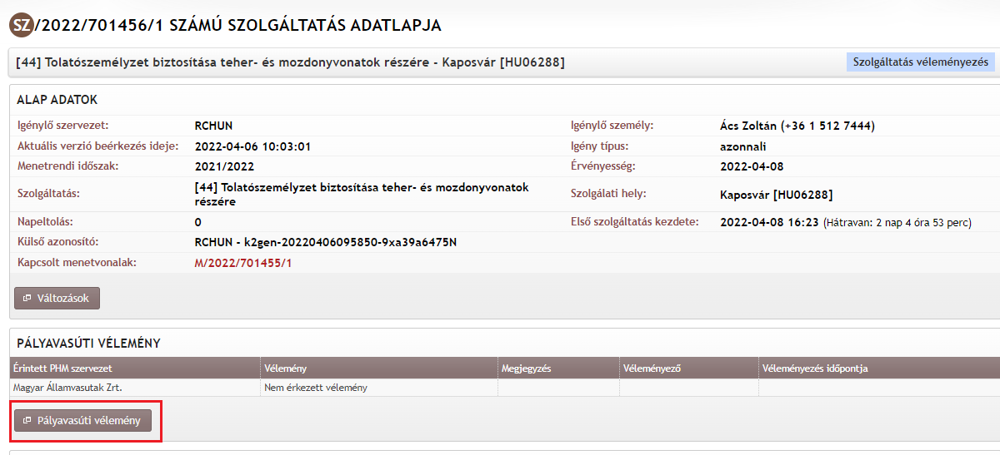 SZ/2022/701456/1 SZÁMÚ SZOLGÁLTATÁS ADATLAPJA
[44] Tolatószemélyzet biztosítása teher- és mozdonyvonatok részére - Kaposvár [HU06288] Szolgáltatás véleményezés
ALAP ADATOK
Igénylő szervezet: RCHUN Igénylő személy: Ács Zoltán (+36 1 512 7444)
Aktuális verzió beérkezés ideje: 2022-04-06 10:03:01 Igény típus: azonnali
Menetrendi időszak: 2021/2022 Érvényesség: 2022-04-08
Szolgáltatás: [44] Tolatószemélyzet biztosítása teher- és mozdonyvonatok részére Szolgálati hely: Kaposvár [HU06288]
Napeltolás: 0 Első szolgáltatás kezdete: 2022-04-08 16:23 (Hátravan: 2 nap 4 óra 53 perc)
Külső azonosító: RCHUN - k2gen-20220406095850-9xa39a6475N
Kapcsolt menetvonalak: M/2022/701455/1
Változások
PÁLYAVASÚTI VÉLEMÉNY
Érintett PHM szervezet Vélemény Megjegyzés Véleményező Véleményezés időpontja
Magyar Államvasutak Zrt. Nem érkezett vélemény
Pályavasúti vélemény